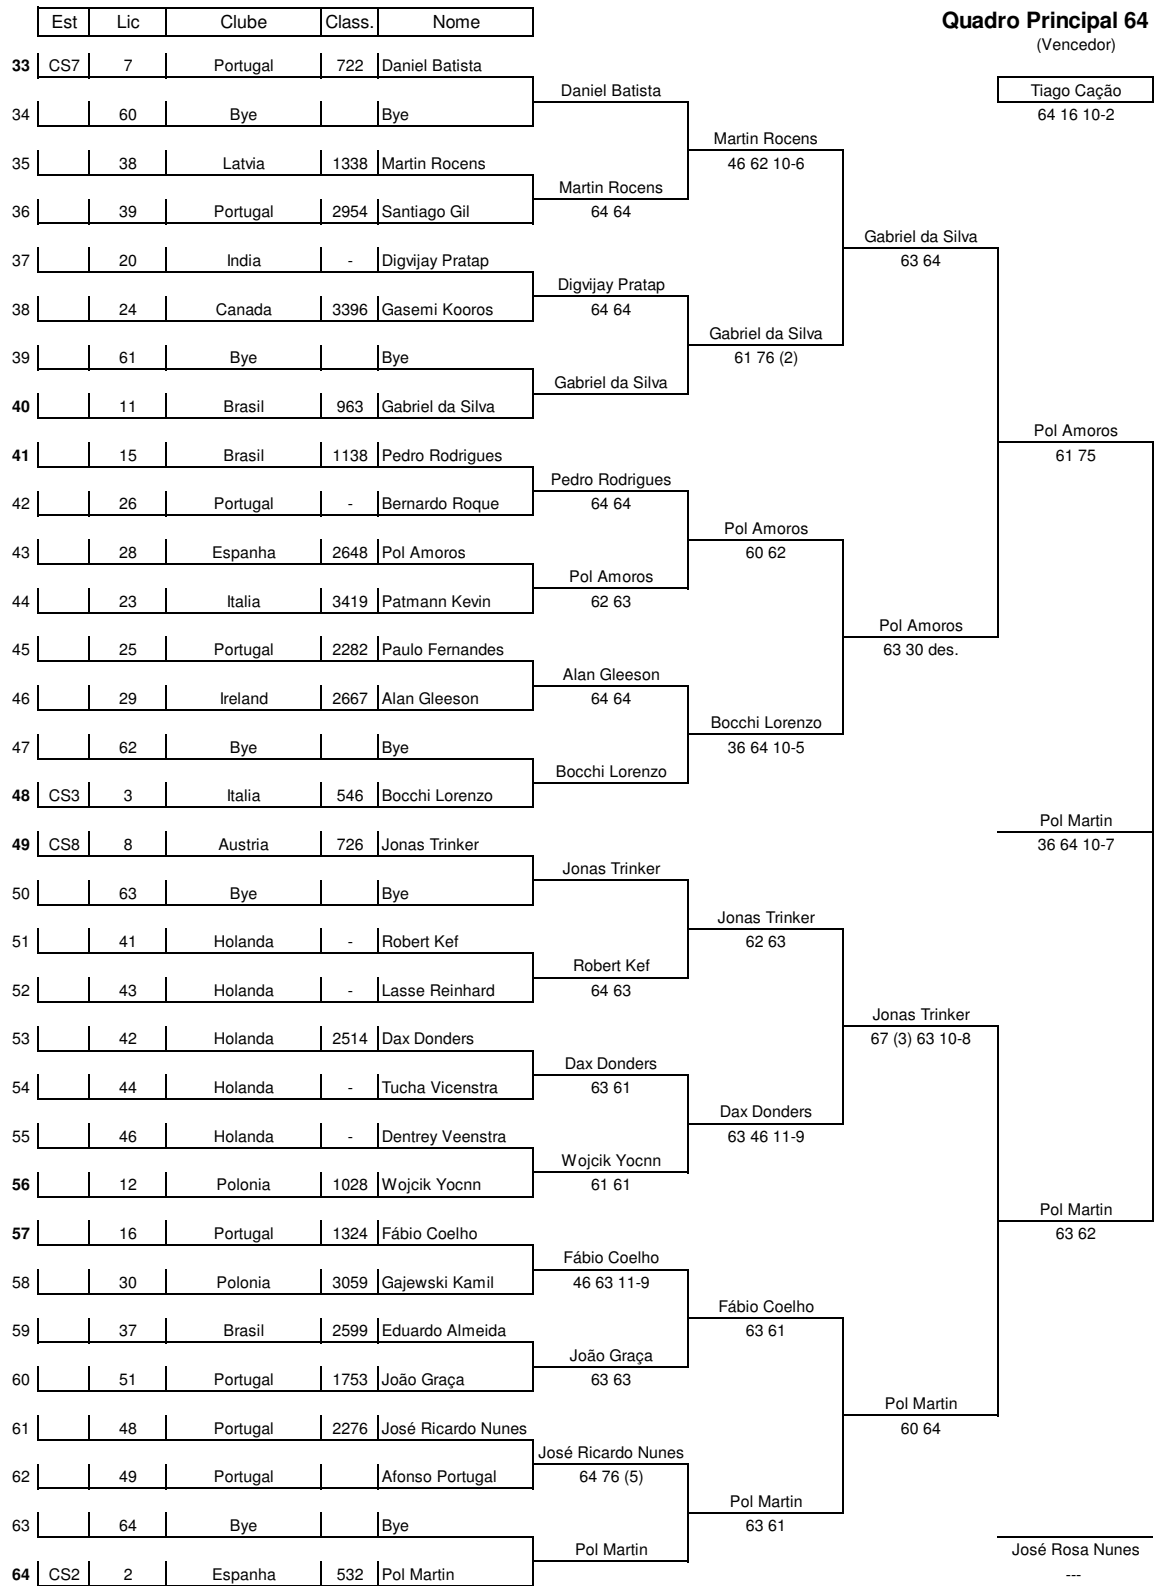 Est Lic Clube Class. Nome
Quadro Principal 64
(Vencedor)
33 CS7 7 Portugal 722 Daniel Batista
34 60 Bye Bye
35 38 Latvia 1338 Martin Rocens
36 39 Portugal 2954 Santiago Gil
37 20 India - Digvijay Pratap
38 24 Canada 3396 Gasemi Kooros
39 61 Bye Bye
40 11 Brasil 963 Gabriel da Silva
41 15 Brasil 1138 Pedro Rodrigues
42 26 Portugal - Bernardo Roque
43 28 Espanha 2648 Pol Amoros
44 23 Italia 3419 Patmann Kevin
45 25 Portugal 2282 Paulo Fernandes
46 29 Ireland 2667 Alan Gleeson
47 62 Bye Bye
48 CS3 3 Italia 546 Bocchi Lorenzo
49 CS8 8 Austria 726 Jonas Trinker
50 63 Bye Bye
51 41 Holanda - Robert Kef
52 43 Holanda - Lasse Reinhard
53 42 Holanda 2514 Dax Donders
54 44 Holanda - Tucha Vicenstra
55 46 Holanda - Dentrey Veenstra
56 12 Polonia 1028 Wojcik Yocnn
57 16 Portugal 1324 Fábio Coelho
58 30 Polonia 3059 Gajewski Kamil
59 37 Brasil 2599 Eduardo Almeida
60 51 Portugal 1753 João Graça
61 48 Portugal 2276 José Ricardo Nunes
62 49 Portugal Afonso Portugal
63 64 Bye Bye
64 CS2 2 Espanha 532 Pol Martin
Daniel Batista
Martin Rocens
64 64
Digvijay Pratap
64 64
Gabriel da Silva
Pedro Rodrigues
64 64
Pol Amoros
62 63
Alan Gleeson
64 64
Bocchi Lorenzo
Jonas Trinker
Robert Kef
64 63
Dax Donders
63 61
Wojcik Yocnn
61 61
Fábio Coelho
46 63 11-9
João Graça
63 63
José Ricardo Nunes
64 76 (5)
Pol Martin
Martin Rocens
46 62 10-6
Gabriel da Silva
61 76 (2)
Pol Amoros
60 62
Bocchi Lorenzo
36 64 10-5
Jonas Trinker
62 63
Dax Donders
63 46 11-9
Fábio Coelho
63 61
Pol Martin
63 61
Gabriel da Silva
63 64
Pol Amoros
63 30 des.
Jonas Trinker
67 (3) 63 10-8
Pol Martin
60 64
Tiago Cação
64 16 10-2
Pol Amoros
61 75
Pol Martin
36 64 10-7
Pol Martin
63 62
José Rosa Nunes
---